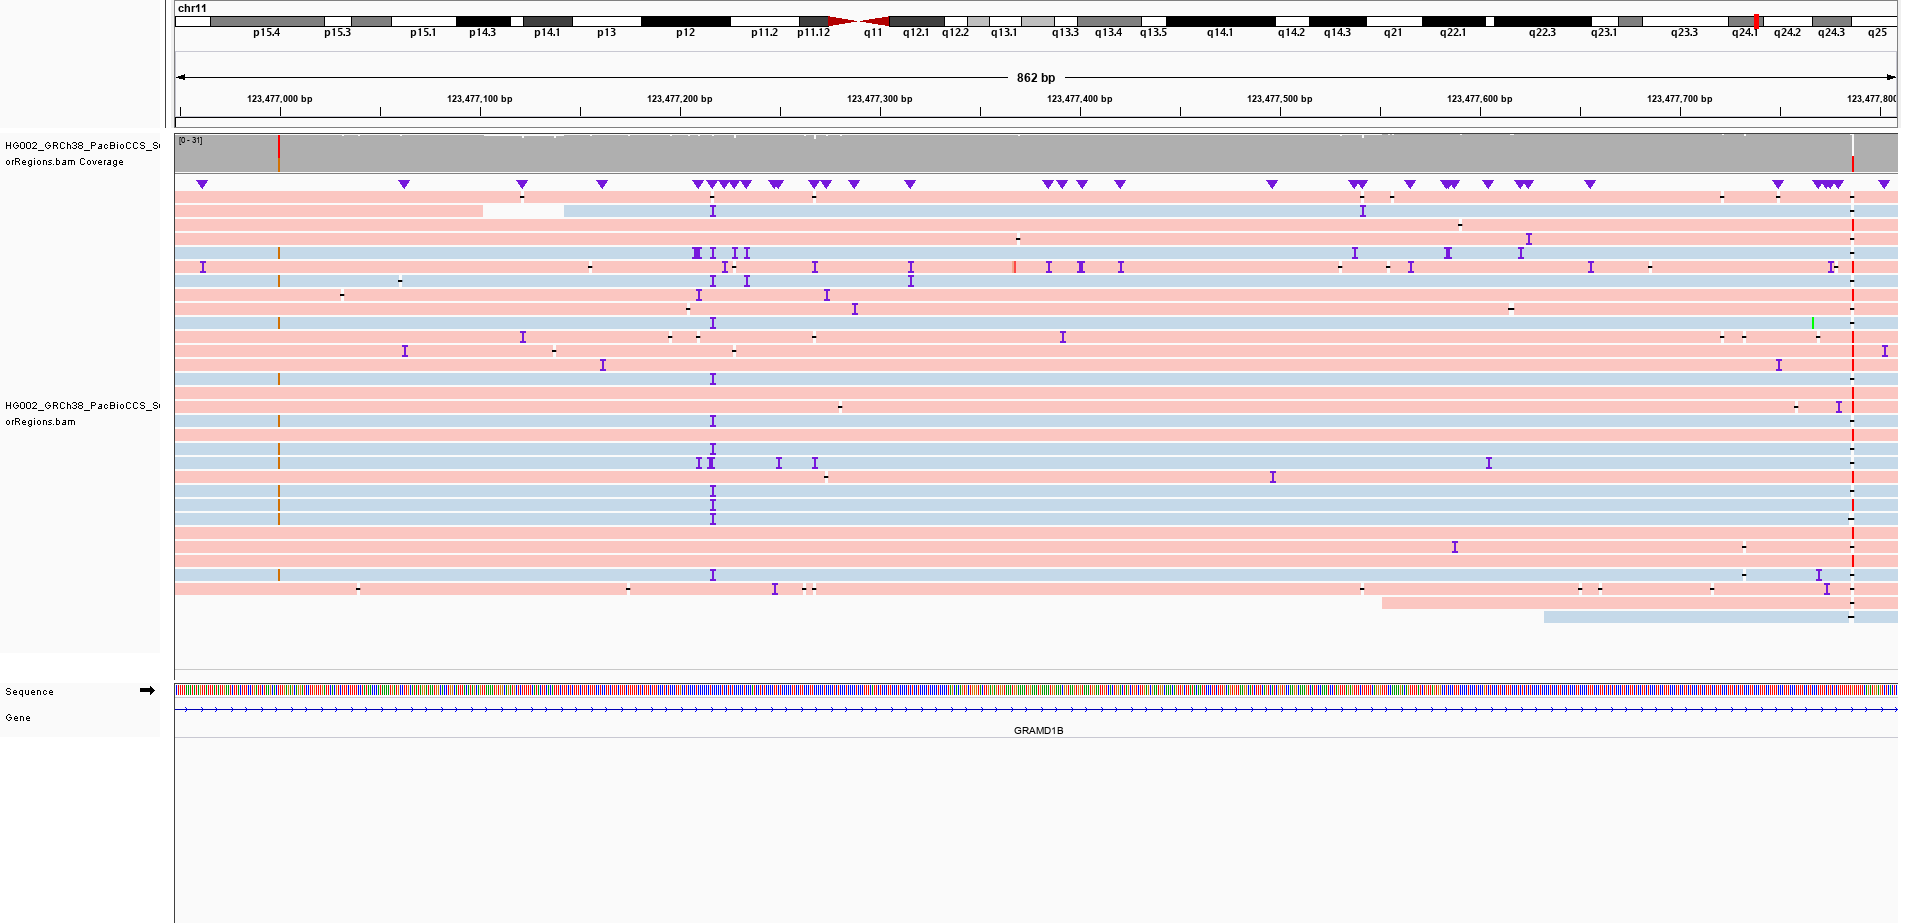 chr11
p15.4 p15.3 p15.1 p14.3 p14.1 p13 p12 p11.2 p11.12 q11 q12.1 q12.2 q13.1 q13.3 q13.4 q13.5 q14.1 q14.2 q14.3 q21 q22.1 q22.3 q23.1 q23.3 q24.1 q24.2 q24.3 q25
862 bp
123,477,000 bp 123,477,100 bp 123,477,200 bp 123,477,300 bp 123,477,400 bp 123,477,500 bp 123,477,600 bp 123,477,700 bp 123,477,800
[0 - 31]
HG002_GRCh38_PacBioCCS_S
orRegions.bam Coverage
HG002_GRCh38_PacBioCCS_S
orRegions.bam
Sequence
Gene
GRAMD1B